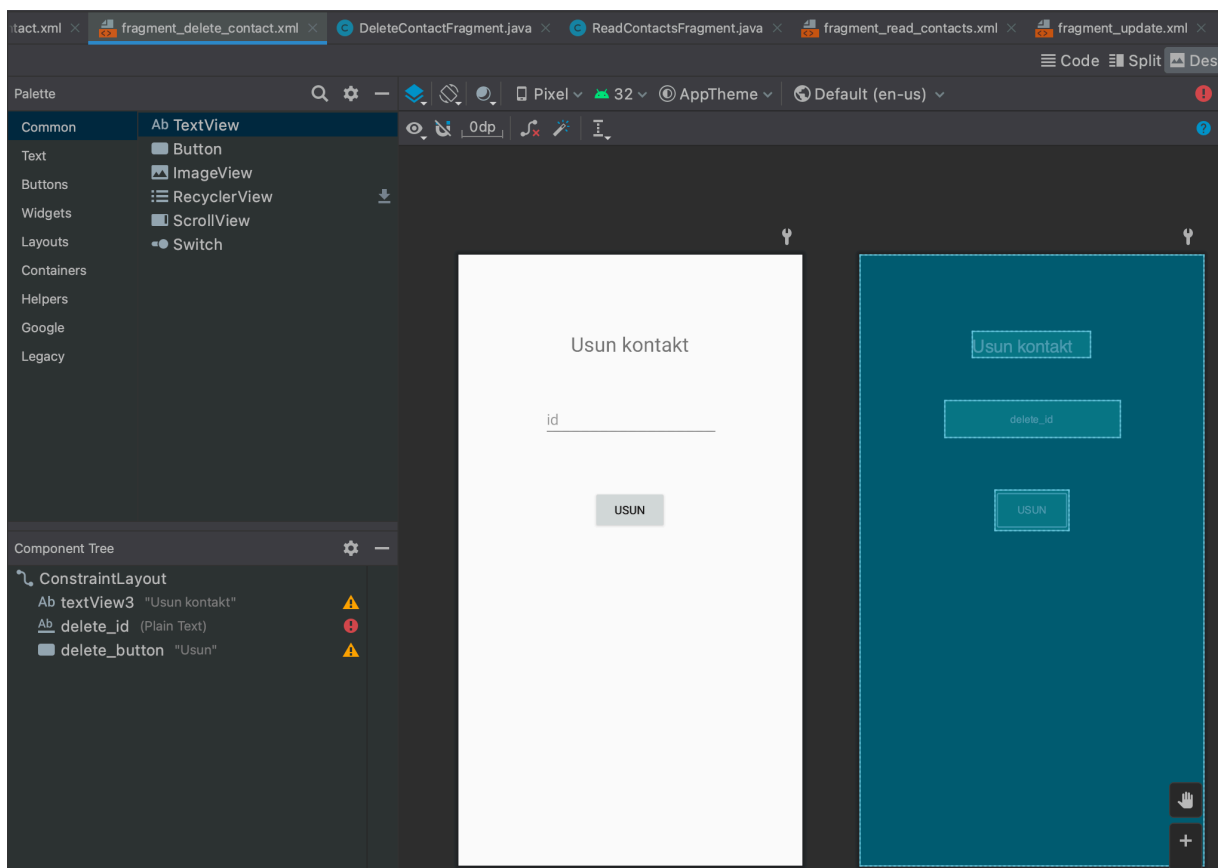 tact.xml
fragment_delete_contact.xml
DeleteContactFragment.java
ReadContactsFragment.java
fragment_read_contacts.xml
fragment_update.xml
Code
Split
Des
Palette
Pixel
32
AppTheme
Default (en-us)
Common
Text
Buttons
Widgets
Layouts
Containers
Helpers
Google
Legacy
Ab TextView
Button
ImageView
RecyclerView
ScrollView
Switch
0dp
Usun kontakt
id
USUN
Usun kontakt
delete_id
USUN
Component Tree
ConstraintLayout
Ab textView3 "Usun kontakt"
Ab delete_id (Plain Text)
delete_button "Usun"